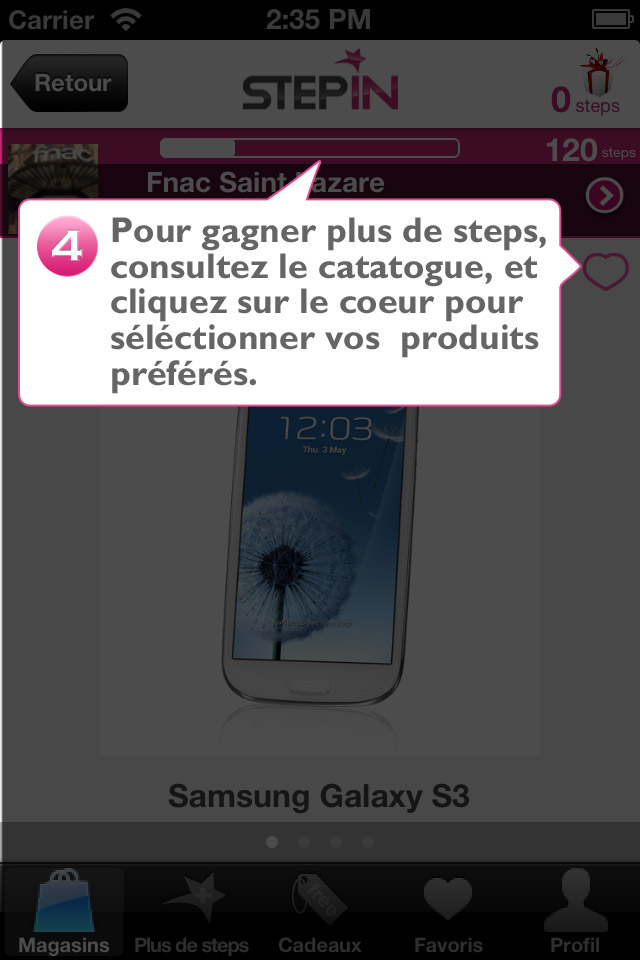 Carrier 2:35 PM
Retour
STEPIN
0 steps
fnac
120 steps
Fnac Saint Lazare
4
Pour gagner plus de steps,
consultez le catatogue, et
cliquez sur le coeur pour
séléctionner vos produits
préférés.
12:03
Thu. 3 May
Samsung Galaxy S3
free
Magasins Plus de steps Cadeaux Favoris Profil